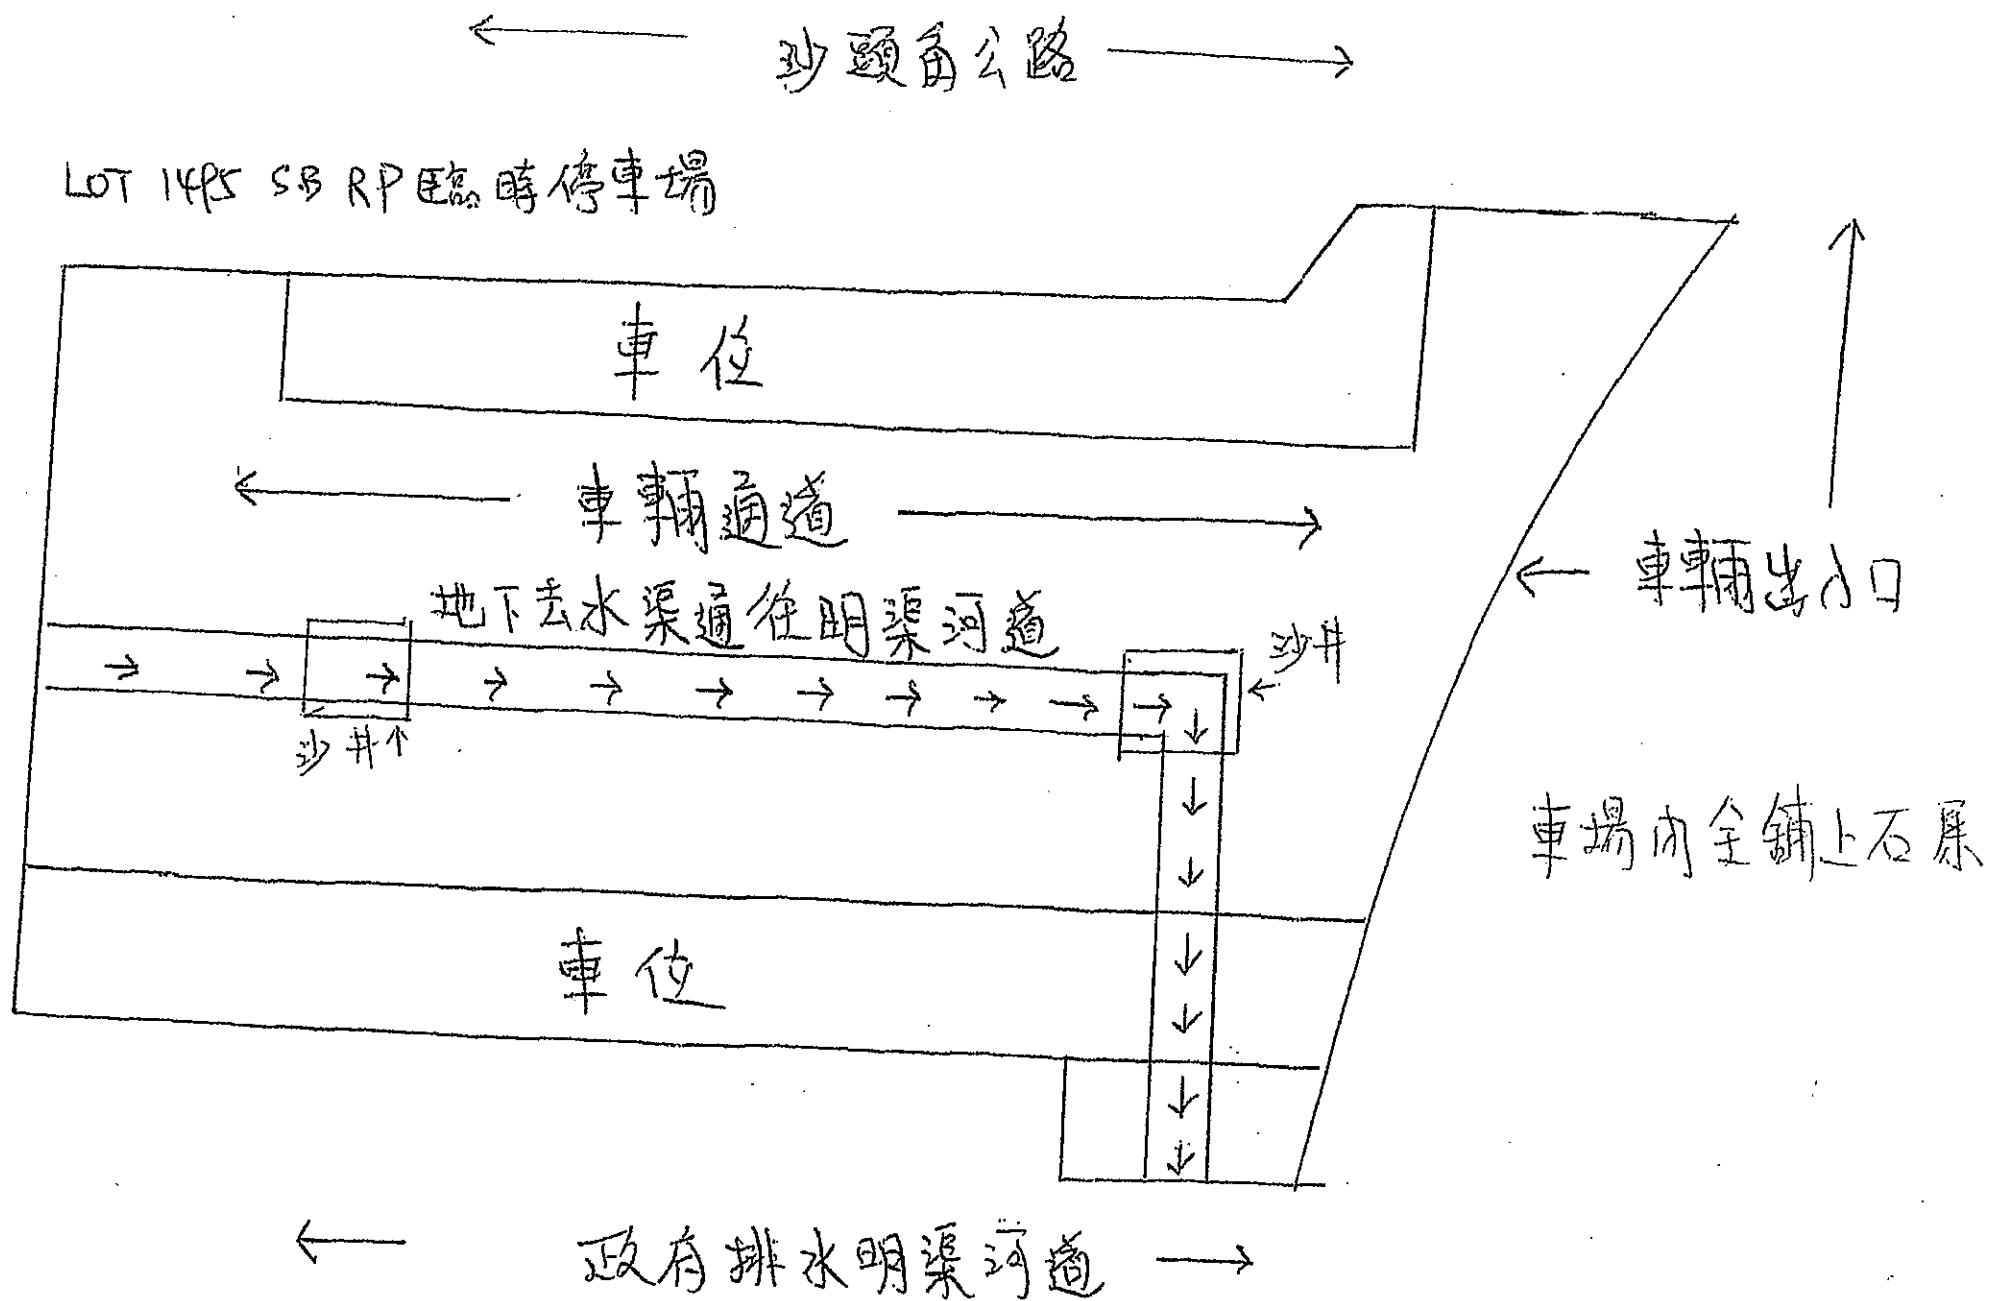 沙頭角公路
LOT 1495 SB RP 臨時停車場
車位
車輛通道
車輛出入口
地下去水渠通往明渠河道
沙井
沙井
車場內全鋪上石屎
車位
政府排水明渠河道